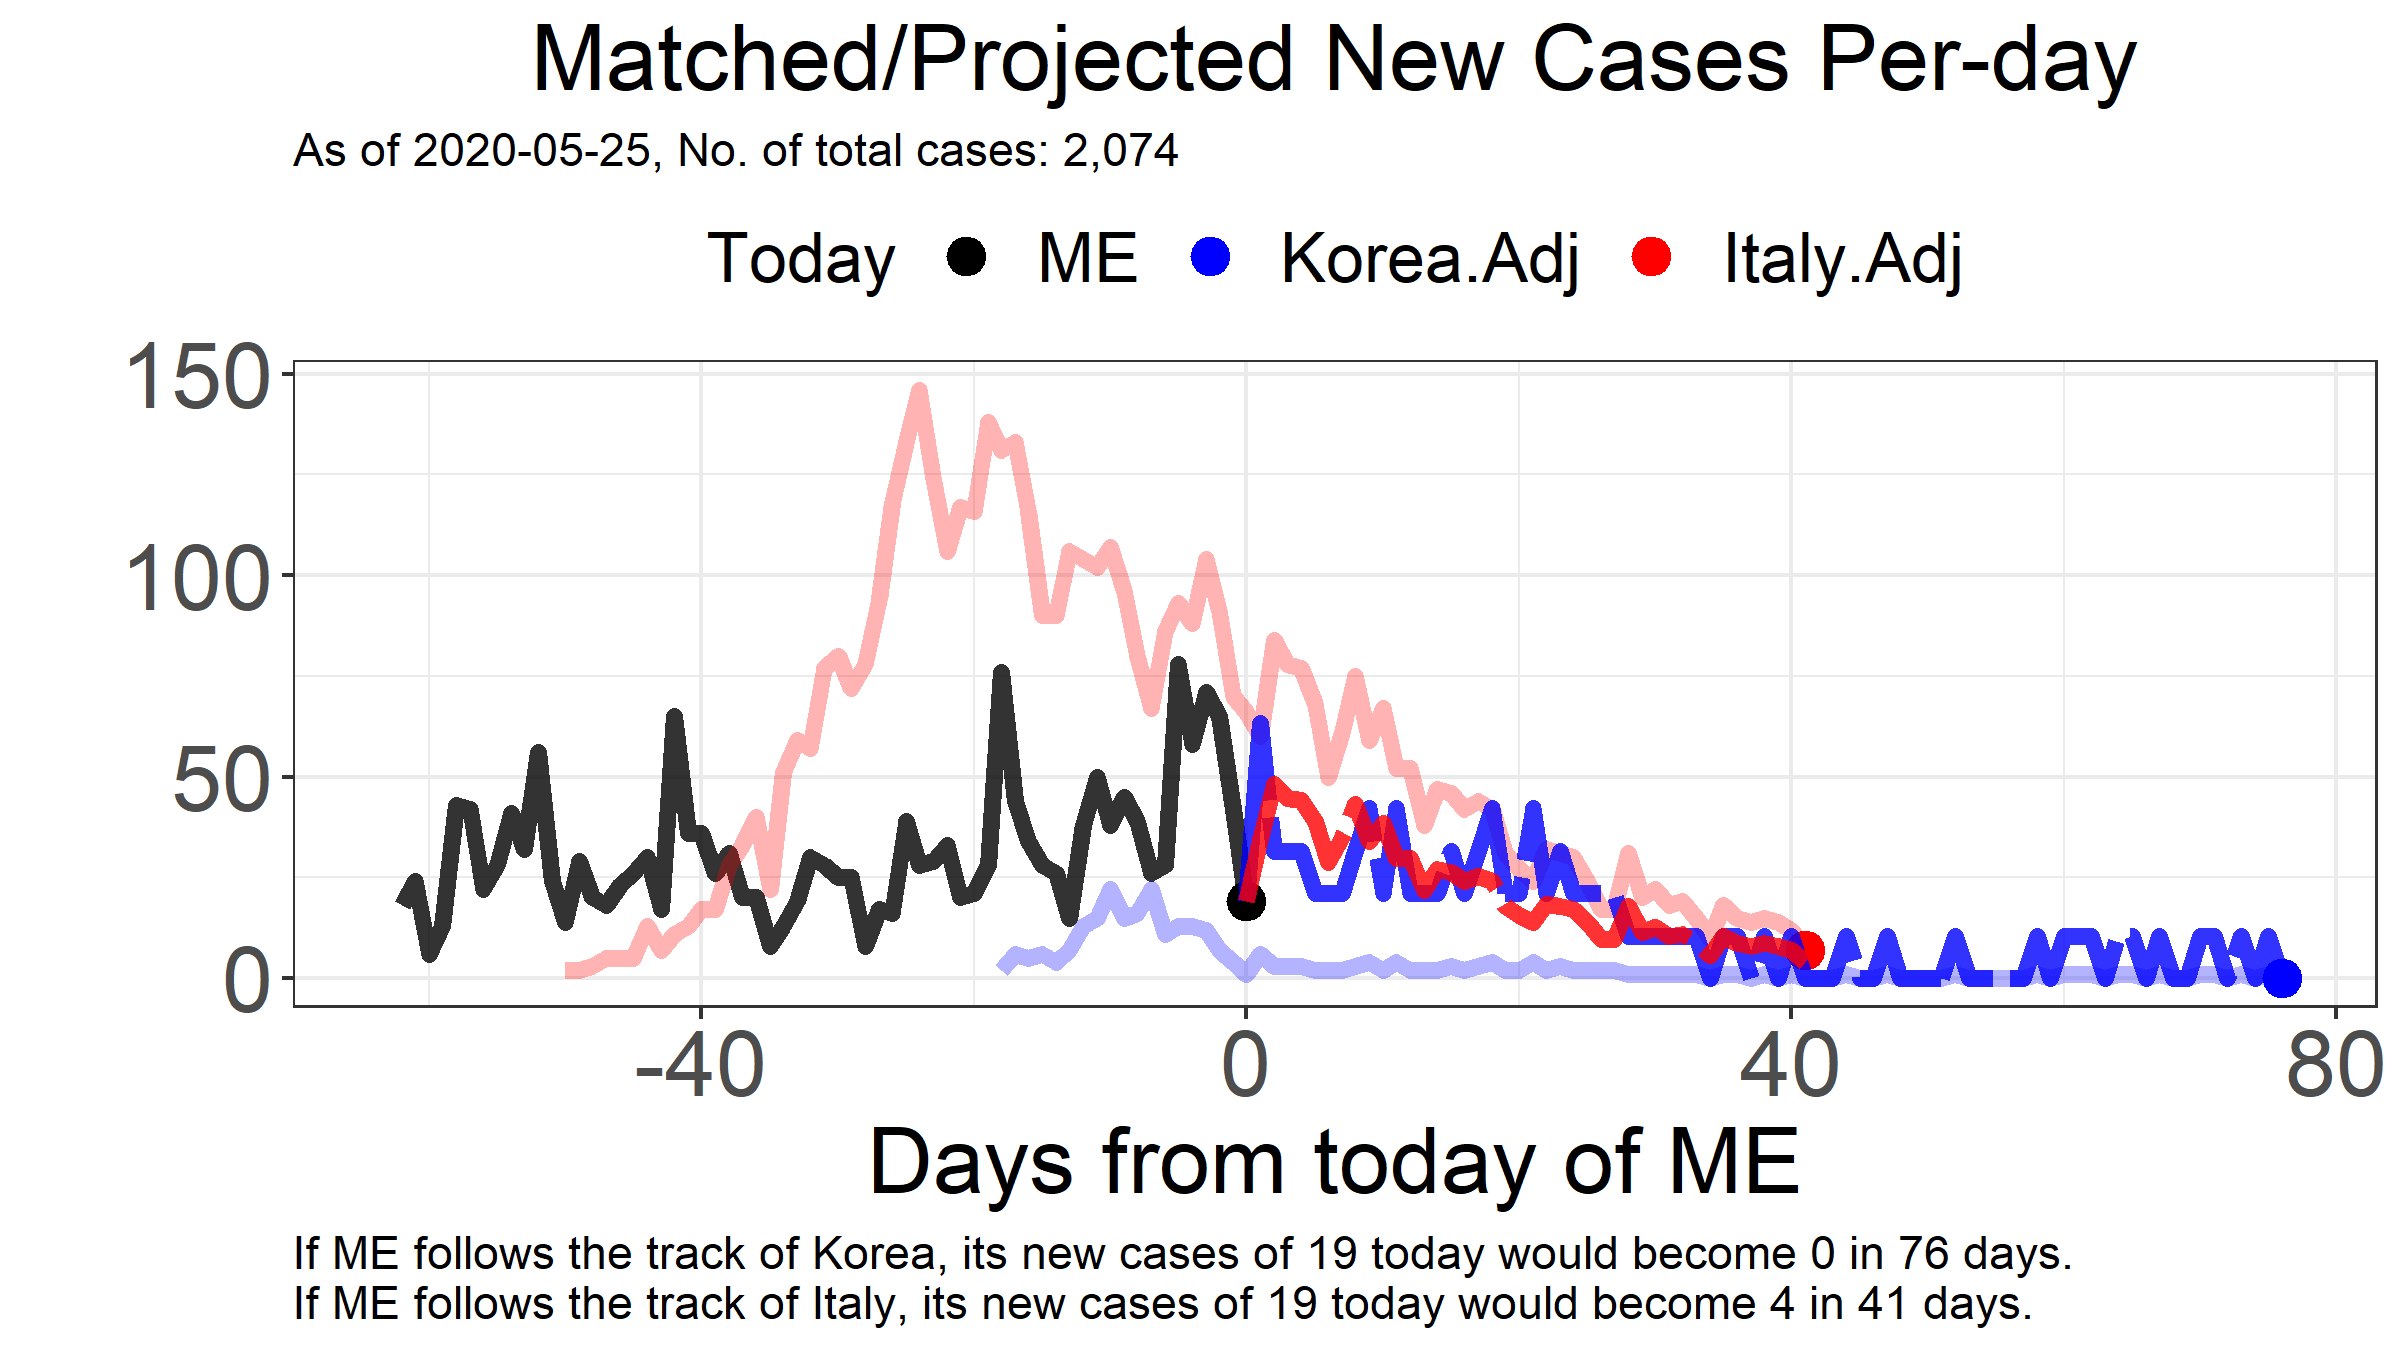 Matched/Projected New Cases Per-day
As of 2020-05-25, No. of total cases: 2,074
Today ME Korea.Adj Italy.Adj
150
100
50
0
-40 0 40 80
Days from today of ME
If ME follows the track of Korea, its new cases of 19 today would become 0 in 76 days.
If ME follows the track of Italy, its new cases of 19 today would become 4 in 41 days.